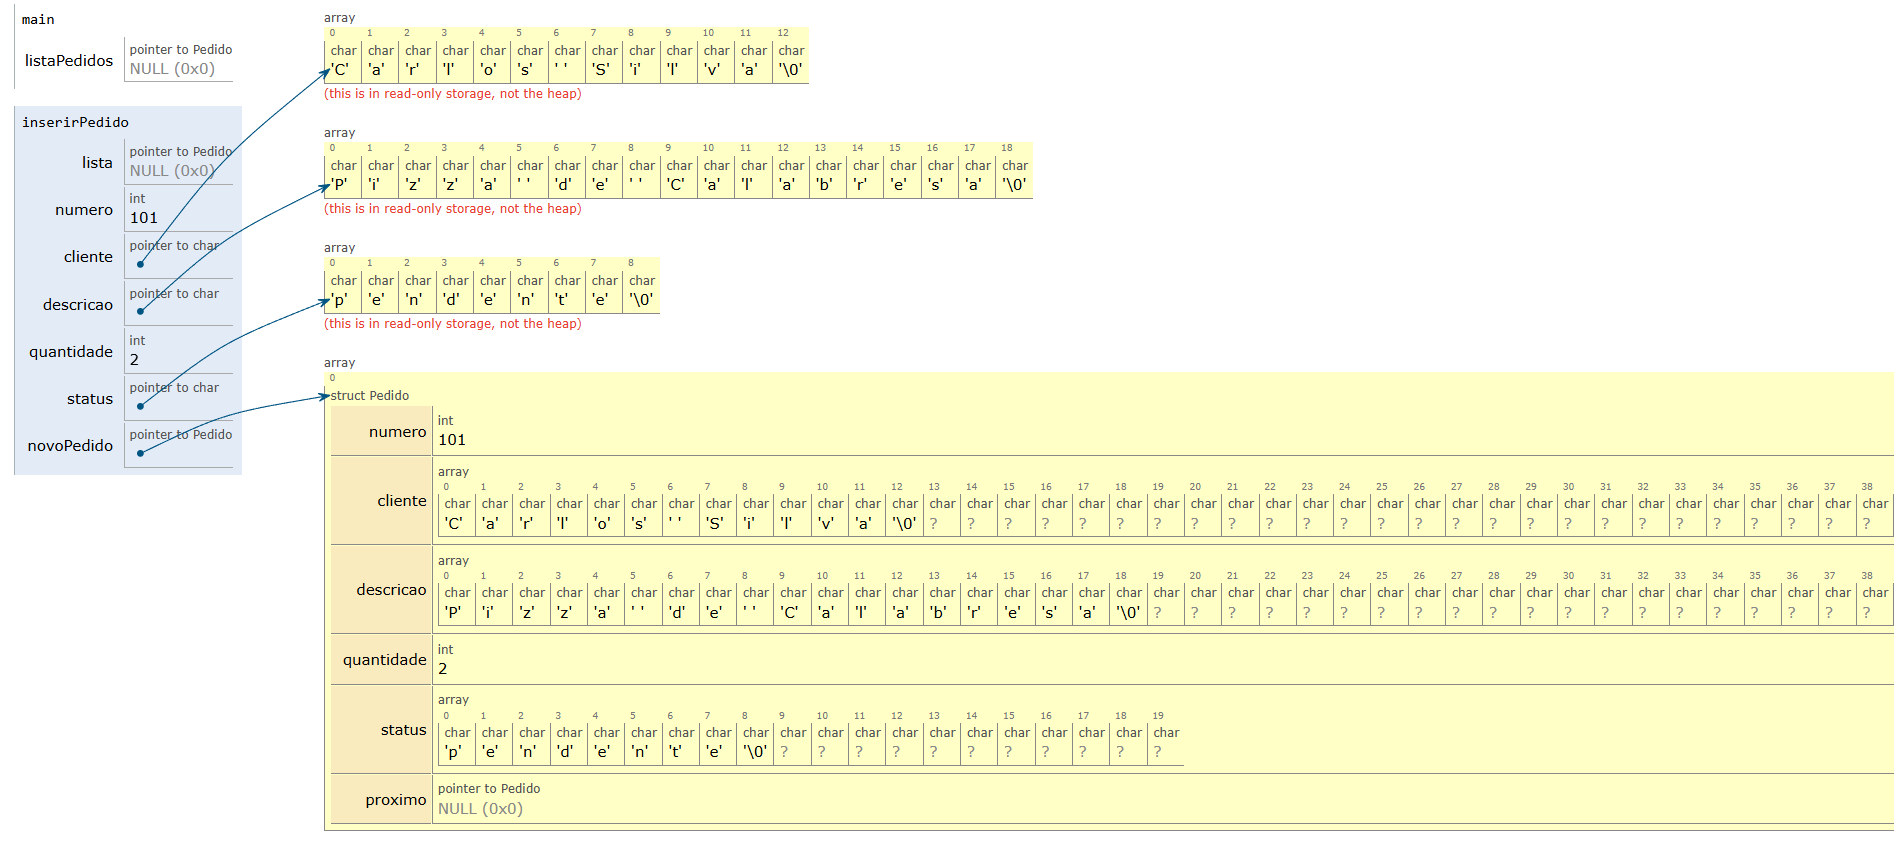 main
listaPedidos pointer to Pedido
NULL (0x0)
inserirPedido
lista pointer to Pedido
NULL (0x0)
numero int
101
cliente pointer to char
descricao pointer to char
quantidade int
2
status pointer to char
novoPedido pointer to Pedido
array
0 1 2 3 4 5 6 7 8 9 10 11 12
char char char char char char char char char char char char char
'C' 'a' 'r' 'l' 'o' 's' ' ' 'S' 'i' 'l' 'v' 'a' '\0'
(this is in read-only storage, not the heap)
array
0 1 2 3 4 5 6 7 8 9 10 11 12 13 14 15 16 17 18
char char char char char char char char char char char char char char char char char char char
'P' 'i' 'z' 'z' 'a' ' ' 'd' 'e' ' ' 'C' 'a' 'l' 'a' 'b' 'r' 'e' 's' 'a' '\0'
(this is in read-only storage, not the heap)
array
0 1 2 3 4 5 6 7 8
char char char char char char char char char
'p' 'e' 'n' 'd' 'e' 'n' 't' 'e' '\0'
(this is in read-only storage, not the heap)
array
0
struct Pedido
numero int
101
cliente array
0 1 2 3 4 5 6 7 8 9 10 11 12 13 14 15 16 17 18 19 20 21 22 23 24 25 26 27 28 29 30 31 32 33 34 35 36 37 38
char char char char char char char char char char char char char char char char char char char char char char char char char char char char char char char char char char char char char char char
'C' 'a' 'r' 'l' 'o' 's' ' ' 'S' 'i' 'l' 'v' 'a' '\0' ? ? ? ? ? ? ? ? ? ? ? ? ? ? ? ? ? ? ? ? ? ? ? ? ? ?
descricao array
0 1 2 3 4 5 6 7 8 9 10 11 12 13 14 15 16 17 18 19 20 21 22 23 24 25 26 27 28 29 30 31 32 33 34 35 36 37 38
char char char char char char char char char char char char char char char char char char char char char char char char char char char char char char char char char char char char char char char
'P' 'i' 'z' 'z' 'a' ' ' 'd' 'e' ' ' 'C' 'a' 'l' 'a' 'b' 'r' 'e' 's' 'a' '\0' ? ? ? ? ? ? ? ? ? ? ? ? ? ? ? ? ? ? ? ?
quantidade int
2
status array
0 1 2 3 4 5 6 7 8 9 10 11 12 13 14 15 16 17 18 19
char char char char char char char char char char char char char char char char char char char char
'p' 'e' 'n' 'd' 'e' 'n' 't' 'e' '\0' ? ? ? ? ? ? ? ? ? ? ?
proximo pointer to Pedido
NULL (0x0)